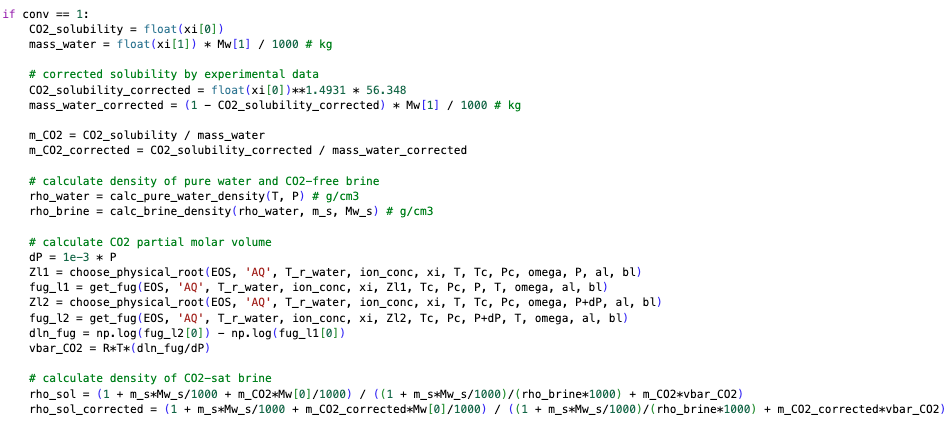 if conv == 1:
    CO2_solubility = float(xi[0])
    mass_water = float(xi[1]) * Mw[1] / 1000 # kg

    # corrected solubility by experimental data
    CO2_solubility_corrected = float(xi[0])**1.4931 * 56.348
    mass_water_corrected = (1 - CO2_solubility_corrected) * Mw[1] / 1000 # kg

    m_CO2 = CO2_solubility / mass_water
    m_CO2_corrected = CO2_solubility_corrected / mass_water_corrected

    # calculate density of pure water and CO2-free brine
    rho_water = calc_pure_water_density(T, P) # g/cm3
    rho_brine = calc_brine_density(rho_water, m_s, Mw_s) # g/cm3

    # calculate CO2 partial molar volume
    dP = 1e-3 * P
    Zl1 = choose_physical_root(EOS, 'AQ', T_r_water, ion_conc, xi, T, Tc, Pc, omega, P, al, bl)
    fug_l1 = get_fug(EOS, 'AQ', T_r_water, ion_conc, xi, Zl1, Tc, Pc, P, T, omega, al, bl)
    Zl2 = choose_physical_root(EOS, 'AQ', T_r_water, ion_conc, xi, T, Tc, Pc, omega, P+dP, al, bl)
    fug_l2 = get_fug(EOS, 'AQ', T_r_water, ion_conc, xi, Zl2, Tc, Pc, P+dP, T, omega, al, bl)
    dln_fug = np.log(fug_l2[0]) - np.log(fug_l1[0])
    vbar_CO2 = R*T*(dln_fug/dP)

    # calculate density of CO2-sat brine
    rho_sol = (1 + m_s*Mw_s/1000 + m_CO2*Mw[0]/1000) / ((1 + m_s*Mw_s/1000)/(rho_brine*1000) + m_CO2*vbar_CO2)
    rho_sol_corrected = (1 + m_s*Mw_s/1000 + m_CO2_corrected*Mw[0]/1000) / ((1 + m_s*Mw_s/1000)/(rho_brine*1000) + m_CO2_corrected*vbar_CO2)